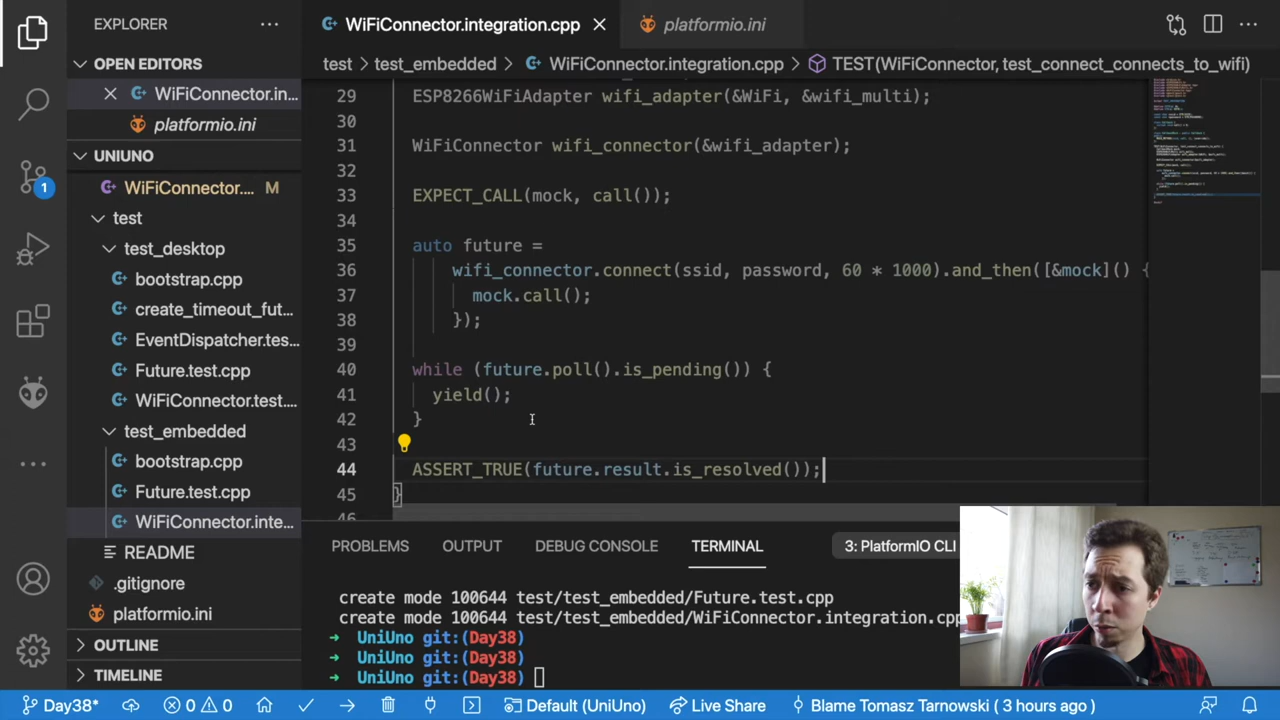 EXPLORER
OPEN EDITORS
WiFiConnector.in...
platformio.ini
UNIUNO
WiFiConnector.... M
test
test_desktop
bootstrap.cpp
create_timeout_fut...
EventDispatcher.tes...
Future.test.cpp
WiFiConnector.test....
test_embedded
bootstrap.cpp
Future.test.cpp
WiFiConnector.inte...
README
.gitignore
platformio.ini
OUTLINE
TIMELINE
1
WiFiConnector.integration.cpp
platformio.ini
test > test_embedded > WiFiConnector.integration.cpp > TEST(WiFiConnector, test_connect_connects_to_wifi)
29 ESP8266WiFiAdapter wifi_adapter(&WiFi, &wifi_multi);
30
31 WiFiConnector wifi_connector(&wifi_adapter);
32
33 EXPECT_CALL(mock, call());
34
35 auto future =
36 wifi_connector.connect(ssid, password, 60 * 1000).and_then([&mock]() {
37 mock.call();
38 });
39
40 while (future.poll().is_pending()) {
41 yield();
42 }
43
44 ASSERT_TRUE(future.result.is_resolved());
45 }
46
PROBLEMS OUTPUT DEBUG CONSOLE TERMINAL 3: PlatformIO CLI
create mode 100644 test/test_embedded/Future.test.cpp
create mode 100644 test/test_embedded/WiFiConnector.integration.cpp
➜ UniUno git:(Day38)
➜ UniUno git:(Day38)
➜ UniUno git:(Day38)
Day38* 0 0 Default (UniUno) Live Share Blame Tomasz Tarnowski ( 3 hours ago )